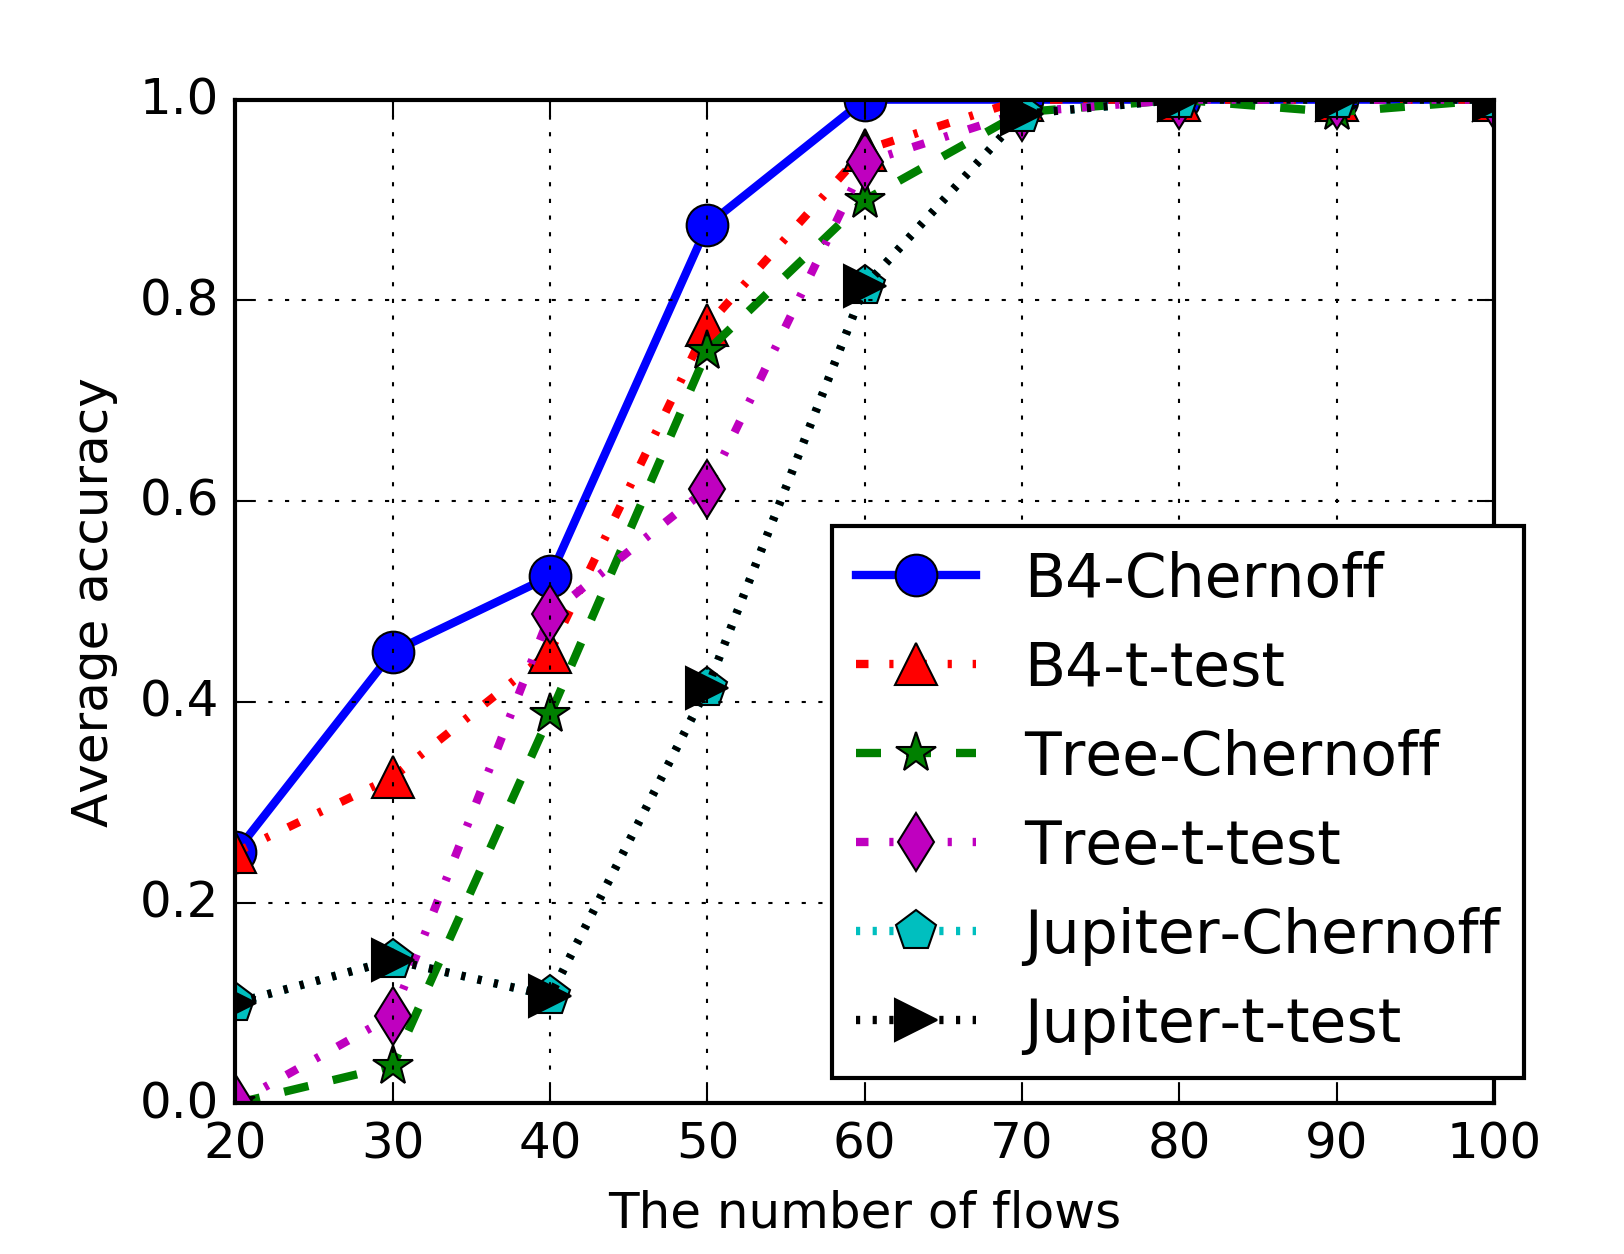 1.0
0.8
0.6
0.4
0.2
0.0
Average accuracy
B4-Chernoff
B4-t-test
Tree-Chernoff
Tree-t-test
Jupiter-Chernoff
Jupiter-t-test
20 30 40 50 60 70 80 90 100
The number of flows